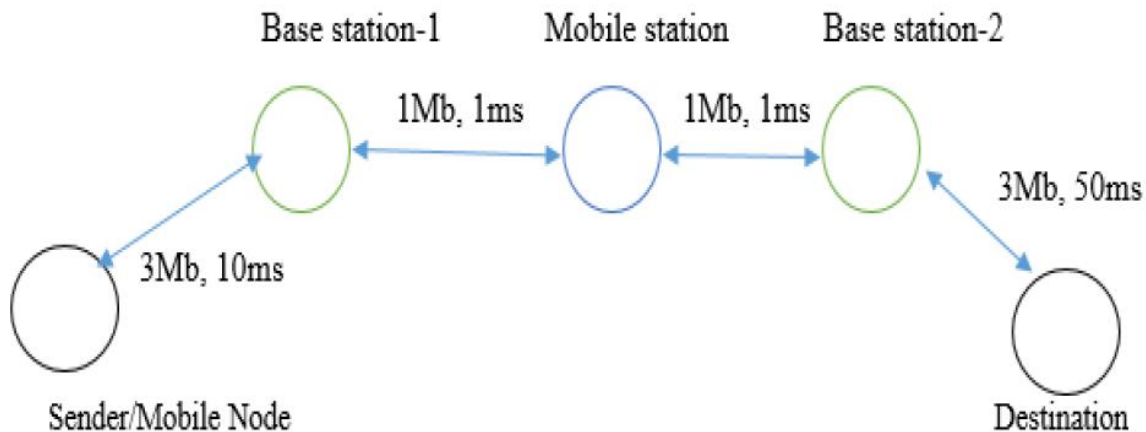 Base station-1
Mobile station
Base station-2
1Mb, 1ms
1Mb, 1ms
3Mb, 50ms
3Mb, 10ms
Sender/Mobile Node
Destination